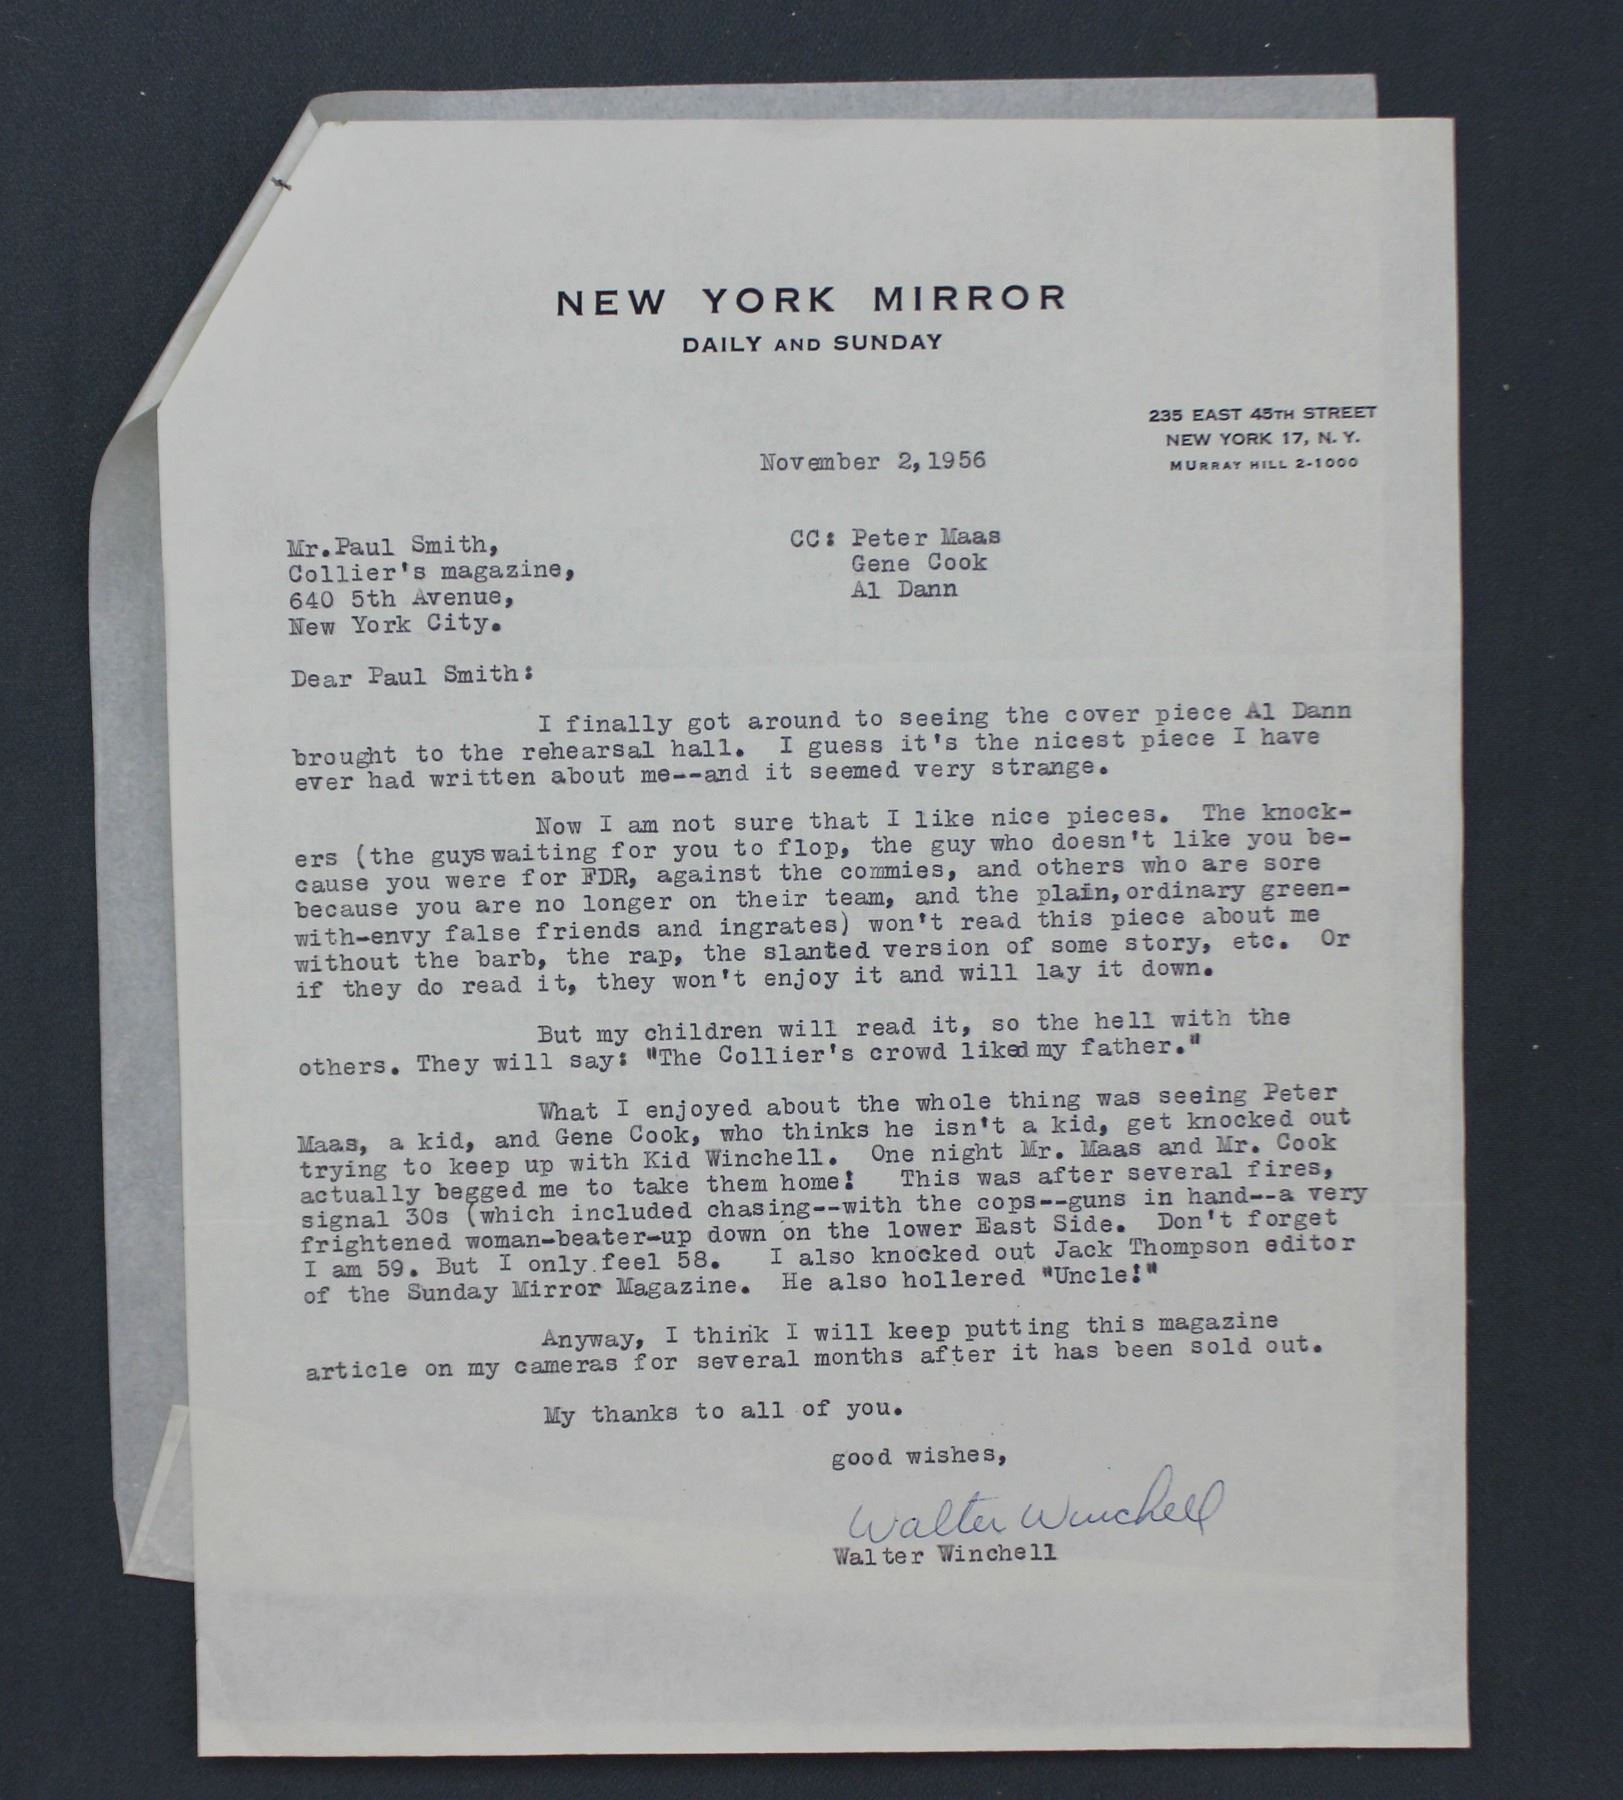 NEW YORK MIRROR
DAILY AND SUNDAY
235 EAST 45TH STREET
NEW YORK 17, N. Y.
MURRAY HILL 2-1000
November 2,1956
Mr.Paul Smith,
Collier's magazine,
640 5th Avenue,
New York City.
CC: Peter Maas
Gene Cook
Al Dann
Dear Paul Smith:
I finally got around to seeing the cover piece Al Dann
brought to the rehearsal hall. I guess it's the nicest piece I have
ever had written about me--and it seemed very strange.
Now I am not sure that I like nice pieces. The knock-
ers (the guys waiting for you to flop, the guy who doesn't like you be-
cause you were for FDR, against the commies, and others who are sore
because you are no longer on their team, and the plain,ordinary green-
with-envy false friends and ingrates) won't read this piece about me
without the barb, the rap, the slanted version of some story, etc. Or
if they do read it, they won't enjoy it and will lay it down.
But my children will read it, so the hell with the
others. They will say: "The Collier's crowd liked my father."
What I enjoyed about the whole thing was seeing Peter
Maas, a kid, and Gene Cook, who thinks he isn't a kid, get knocked out
trying to keep up with Kid Winchell. One night Mr. Maas and Mr. Cook
actually begged me to take them home! This was after several fires,
signal 30s (which included chasing--with the cops--guns in hand--a very
frightened woman-beater-up down on the lower East Side. Don't forget
I am 59. But I only feel 58. I also knocked out Jack Thompson editor
of the Sunday Mirror Magazine. He also hollered "Uncle!"
Anyway, I think I will keep putting this magazine
article on my cameras for several months after it has been sold out.
My thanks to all of you.
good wishes,
Walter Winchell
Walter Winchell